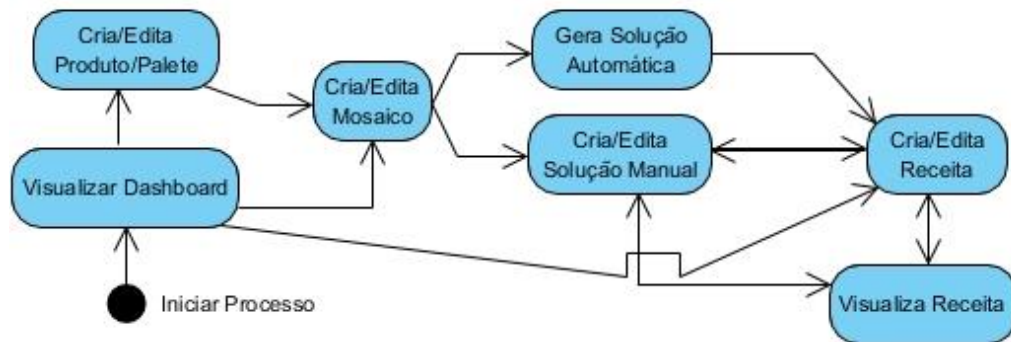 Cria/Edita
Produto/Palete
Gera Solução
Automática
Cria/Edita
Mosaico
Cria/Edita
Solução Manual
Cria/Edita
Receita
Visualizar Dashboard
Iniciar Processo
Visualiza Receita